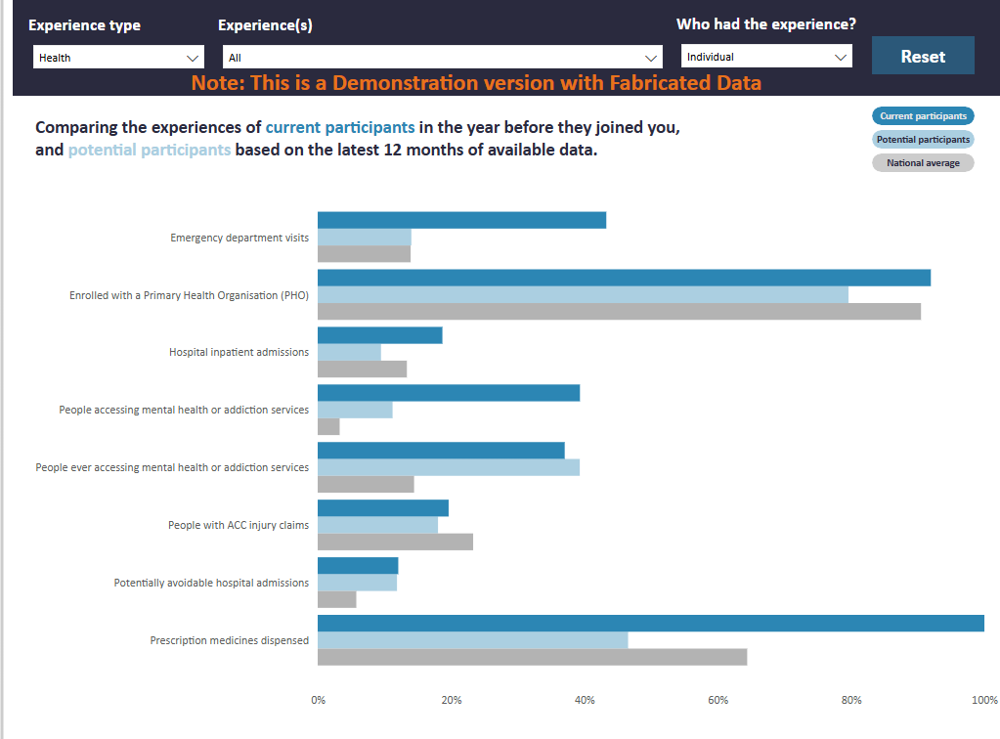 Experience type
Experience(s)
Who had the experience?
Health
All
Individual
Reset
Note: This is a Demonstration version with Fabricated Data
Comparing the experiences of current participants in the year before they joined you,
and potential participants based on the latest 12 months of available data.
Current participants
Potential participants
National average
Emergency department visits
Enrolled with a Primary Health Organisation (PHO)
Hospital inpatient admissions
People accessing mental health or addiction services
People ever accessing mental health or addiction services
People with ACC injury claims
Potentially avoidable hospital admissions
Prescription medicines dispensed
0%
20%
40%
60%
80%
100%